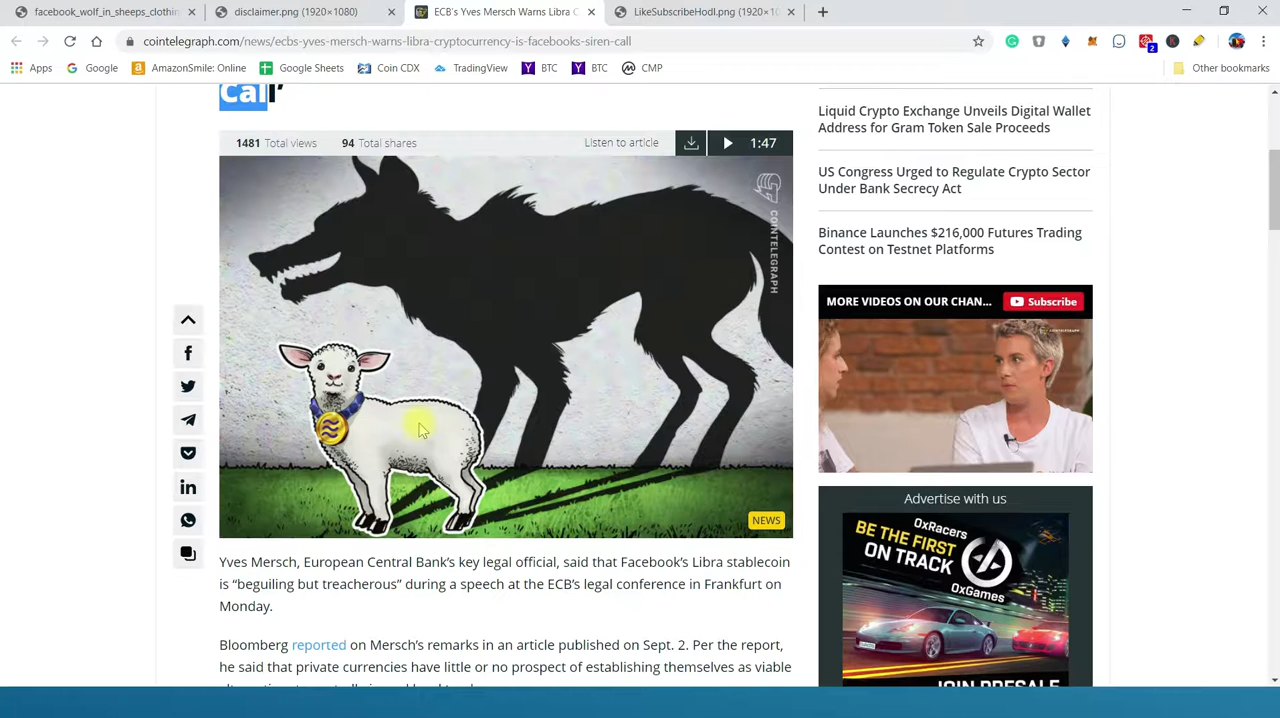 facebook_wolf_in_sheeps_clothin
disclaimer.png (1920×1080)
ECB's Yves Mersch Warns Libra C
LikeSubscribeHodl.png (1920×10
cointelegraph.com/news/ecbs-yves-mersch-warns-libra-cryptocurrency-is-facebooks-siren-call
2
Apps
Google
AmazonSmile: Online
Google Sheets
Coin CDX
TradingView
BTC
BTC
CMP
Other bookmarks
Call'
1481 Total views
94 Total shares
Listen to article
1:47
COINTELEGRAPH
NEWS
Yves Mersch, European Central Bank's key legal official, said that Facebook's Libra stablecoin
is “beguiling but treacherous” during a speech at the ECB's legal conference in Frankfurt on
Monday.
Bloomberg reported on Mersch's remarks in an article published on Sept. 2. Per the report,
he said that private currencies have little or no prospect of establishing themselves as viable
Liquid Crypto Exchange Unveils Digital Wallet
Address for Gram Token Sale Proceeds
US Congress Urged to Regulate Crypto Sector
Under Bank Secrecy Act
Binance Launches $216,000 Futures Trading
Contest on Testnet Platforms
MORE VIDEOS ON OUR CHAN...
Subscribe
Advertise with us
0xRacers
BE THE FIRST
ON TRACK
0xGames
JOIN PRESALE